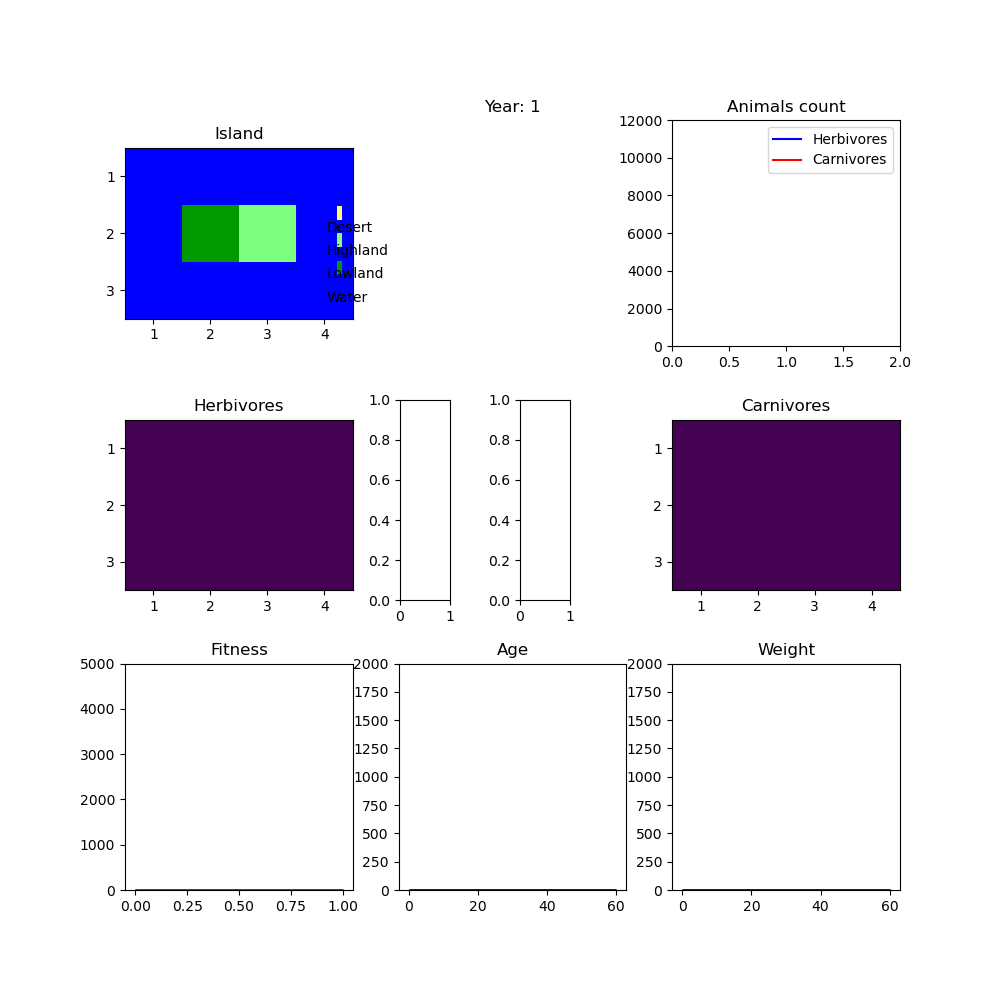 Year: 1
Animals count
Island
1
2
3
1 2 3 4
Desert
Highland
Lowland
Water
12000
10000
8000
6000
4000
2000
0
0.0 0.5 1.0 1.5 2.0
Herbivores
Carnivores
Herbivores
1
2
3
1 2 3 4
1.0
0.8
0.6
0.4
0.2
0.0
0 1
1.0
0.8
0.6
0.4
0.2
0.0
0 1
Carnivores
1
2
3
1 2 3 4
Fitness
5000
4000
3000
2000
1000
0
0.00 0.25 0.50 0.75 1.00
Age
2000
1750
1500
1250
1000
750
500
250
0
0 20 40 60
Weight
2000
1750
1500
1250
1000
750
500
250
0
0 20 40 60